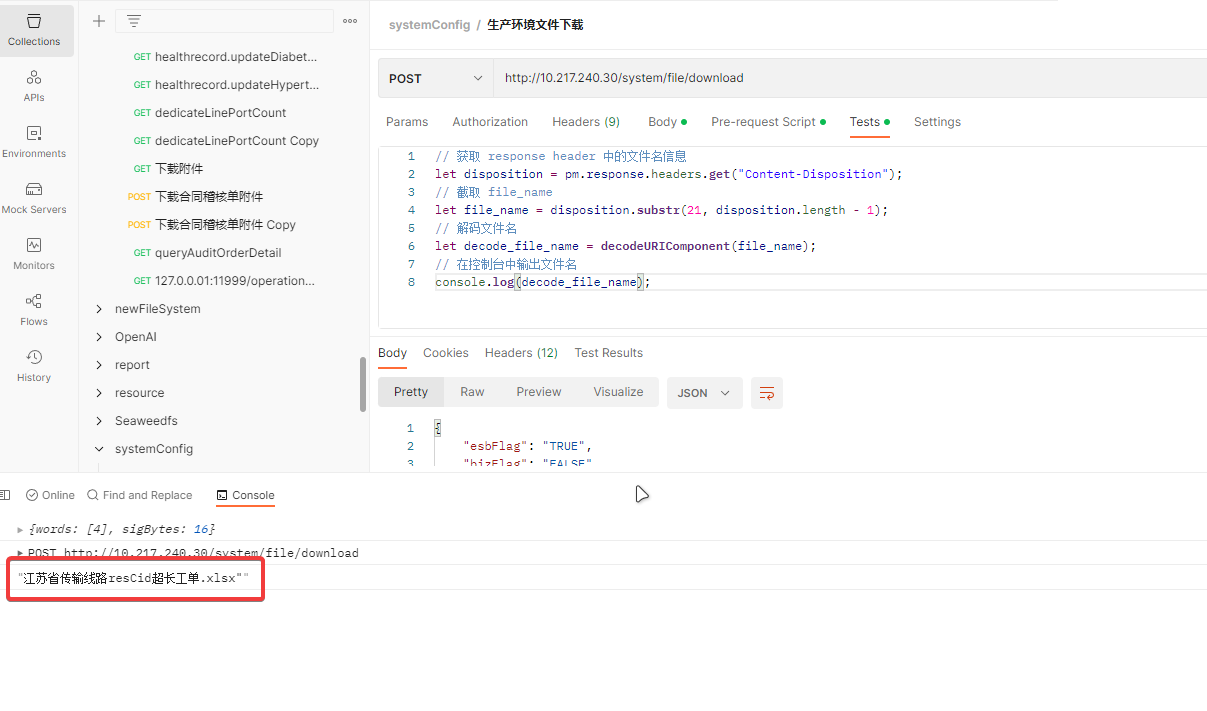 Collections
APIs
Environments
Mock Servers
Monitors
Flows
History
GET healthrecord.updateDiabet...
GET healthrecord.updateHypert...
GET dedicateLinePortCount
GET dedicateLinePortCount Copy
GET 下载附件
POST 下载合同稽核单附件
POST 下载合同稽核单附件 Copy
GET queryAuditOrderDetail
GET 127.0.0.01:11999/operation...
newFileSystem
OpenAI
report
resource
Seaweedfs
systemConfig
systemConfig / 生产环境文件下载
POST http://10.217.240.30/system/file/download
Params Authorization Headers (9) Body Pre-request Script Tests Settings
1 // 获取 response header 中的文件名信息
2 let disposition = pm.response.headers.get("Content-Disposition");
3 // 截取 file_name
4 let file_name = disposition.substr(21, disposition.length - 1);
5 // 解码文件名
6 let decode_file_name = decodeURIComponent(file_name);
7 // 在控制台中输出文件名
8 console.log(decode_file_name);
Body Cookies Headers (12) Test Results
Pretty Raw Preview Visualize JSON
1 {
2 "esbFlag": "TRUE",
3 "bizFlag": "FALSE"
Online Find and Replace Console
{words: [4], sigBytes: 16}
POST http://10.217.240.30/system/file/download
"江苏省传输线路resCid超长工单.xlsx""